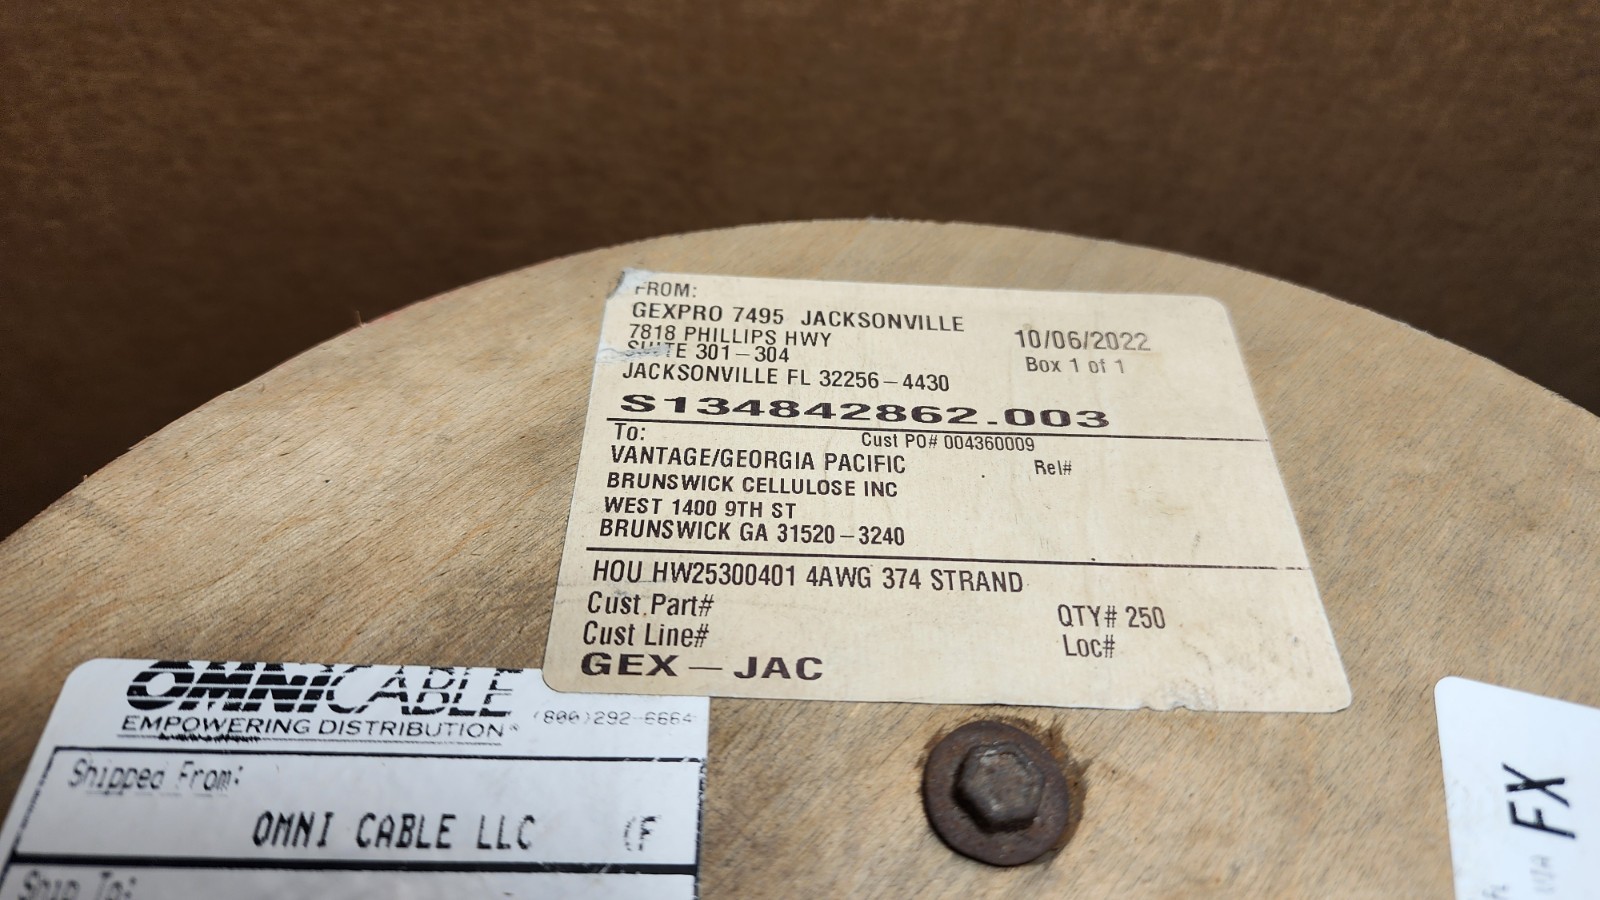 FROM:
GEXPRO 7495 JACKSONVILLE
7818 PHILLIPS HWY
SUITE 301-304
JACKSONVILLE FL 32256-4430
10/06/2022
Box 1 of 1
S134842862.003
To:
Cust PO# 004360009
VANTAGE/GEORGIA PACIFIC
Rel#
BRUNSWICK CELLULOSE INC
WEST 1400 9TH ST
BRUNSWICK GA 31520-3240
HOU HW25300401 4AWG 374 STRAND
Cust Part#
QTY# 250
Cust Line#
Loc#
GEX-JAC
OMNICABLE
EMPOWERING DISTRIBUTION®
(800)292-6664
Shipped From:
OMNI CABLE LLC
Ship To:
FX